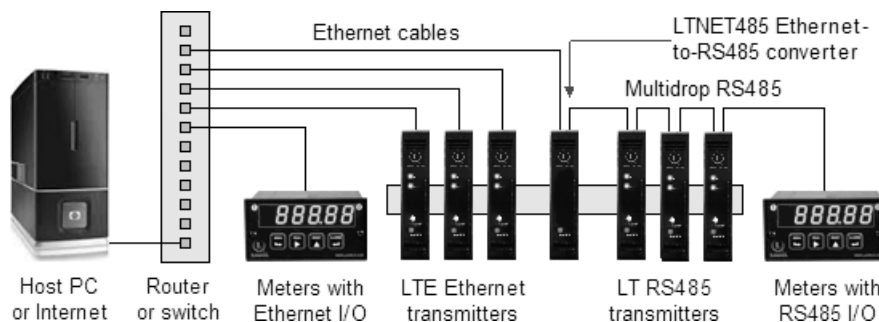 Ethernet cables
LTNET485 Ethernet-
to-RS485 converter
Multidrop RS485
888.88
888.88
Host PC
or Internet
Router
or switch
Meters with
Ethernet I/O
LTE Ethernet
transmitters
LT RS485
transmitters
Meters with
RS485 I/O